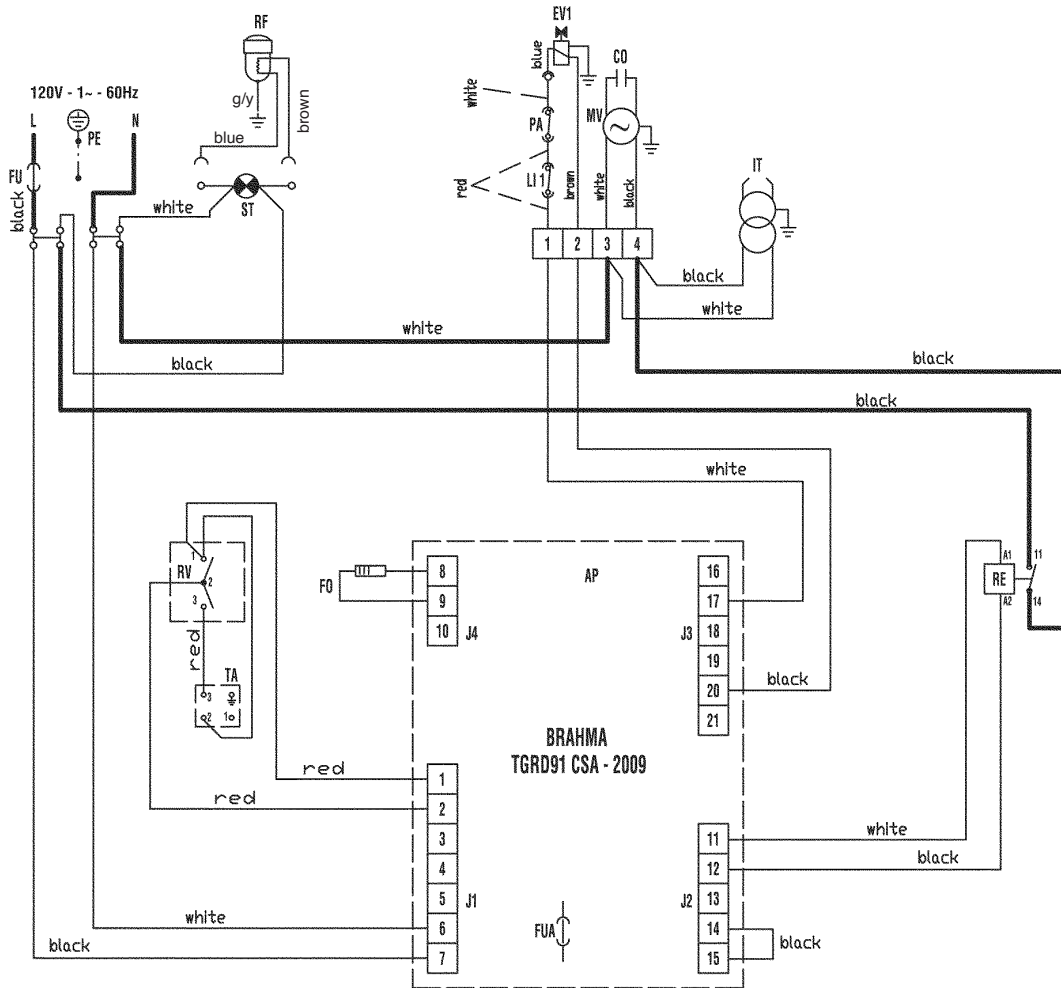 RF
EV1
blue
CO
white
120V - 1~ - 60Hz
g/y
brown
L
N
PE
blue
PA
MV
FU
red
LI 1
brown
white
black
IT
black
white
ST
1 2 3 4
black
white
white
black
black
black
white
RV
1
2
3
8
9
10
J4
FO
AP
16
17
18
19
20
21
J3
A1
11
RE
A2
14
red
TA
3
2
1
black
BRAHMA
TGRD91 CSA - 2009
red
red
1
2
3
4
5
6
7
J1
white
black
FUA
11
12
13
14
15
J2
white
black
black